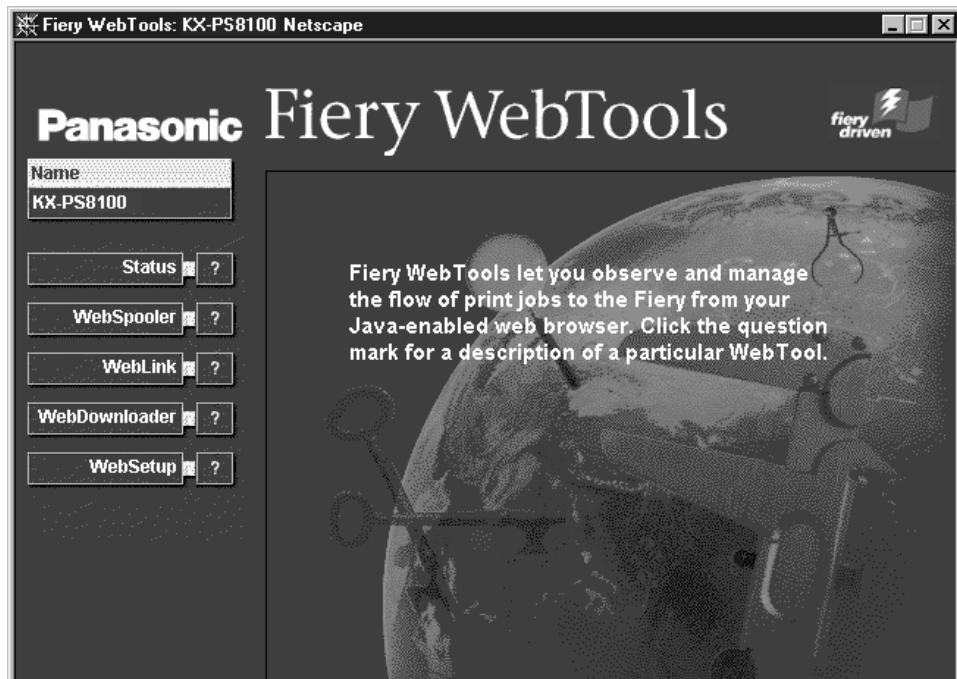 Fiery WebTools: KX-PS8100 Netscape
Panasonic
Fiery WebTools
fiery
driven
Name
KX-PS8100
Status ?
WebSpooler ?
WebLink ?
WebDownloader ?
WebSetup ?
Fiery WebTools let you observe and manage
the flow of print jobs to the Fiery from your
Java-enabled web browser. Click the question
mark for a description of a particular WebTool.